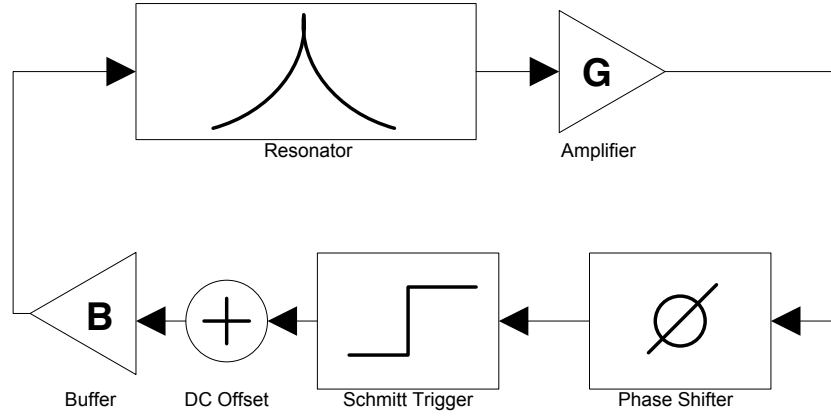 G
Resonator
Amplifier
B
Buffer
DC Offset
Schmitt Trigger
Phase Shifter